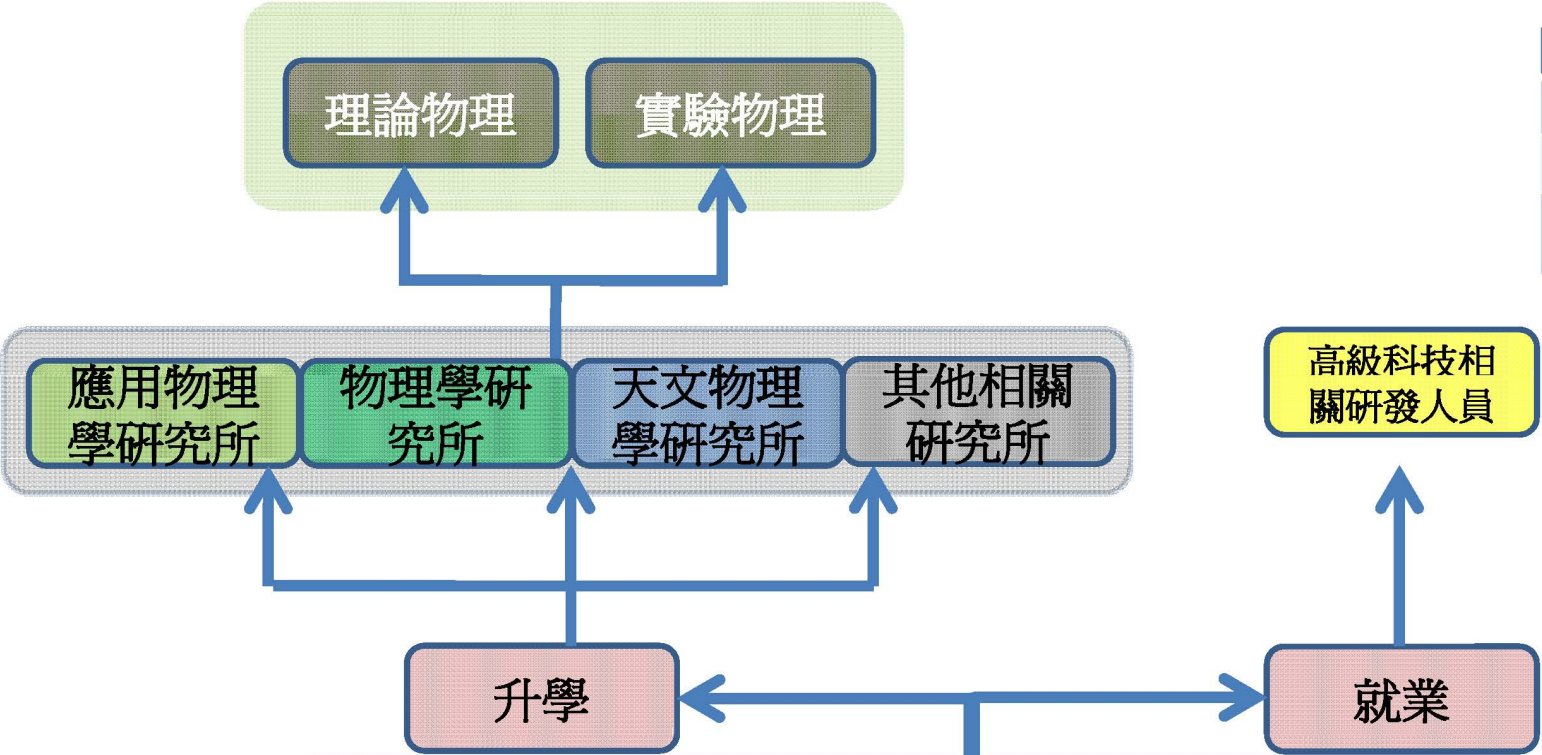 理論物理
實驗物理
應用物理
學研究所
物理學研
究所
天文物理
學研究所
其他相關
研究所
高級科技相
關研發人員
升學
就業